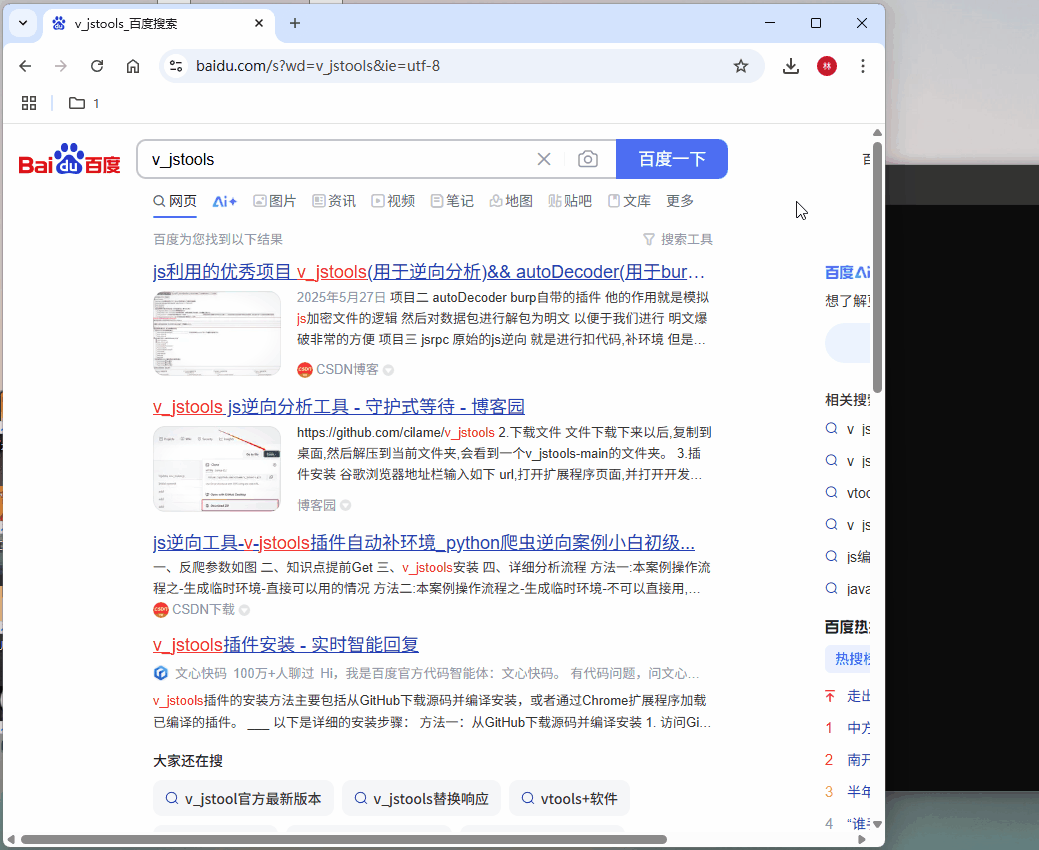 v_jstools_百度搜索
baidu.com/s?wd=v_jstools&ie=utf-8
林
1
Bai du 百度
v_jstools
百度一下
网页 Ai+ 图片 资讯 视频 笔记 地图 贴吧 文库 更多
百度为您找到以下结果
搜索工具
js利用的优秀项目 v_jstools(用于逆向分析)&& autoDecoder(用于bur...
2025年5月27日 项目二 autoDecoder burp自带的插件 他的作用就是模拟
js加密文件的逻辑 然后对数据包进行解包为明文 以便于我们进行 明文爆
破非常的方便 项目三 jsrpc 原始的js逆向 就是进行扣代码,补环境 但是...
CSDN博客
v_jstools js逆向分析工具 - 守护式等待 - 博客园
https://github.com/cilame/v_jstools 2.下载文件 文件下载下来以后,复制到
桌面,然后解压到当前文件夹,会看到一个v_jstools-main的文件夹。 3.插
件安装 谷歌浏览器地址栏输入如下 url,打开扩展程序页面,并打开开发...
博客园
js逆向工具-v-jstools插件自动补环境_python爬虫逆向案例小白初级...
一、反爬参数如图 二、知识点提前Get 三、v_jstools安装 四、详细分析流程 方法一:本案例操作流
程之-生成临时环境-直接可以用的情况 方法二:本案例操作流程之-生成临时环境-不可以直接用,...
CSDN下载
v_jstools插件安装 - 实时智能回复
文心快码 100万+人聊过 Hi，我是百度官方代码智能体：文心快码。 有代码问题，问文心...
v_jstools插件的安装方法主要包括从GitHub下载源码并编译安装，或者通过Chrome扩展程序加载
已编译的插件。 ___ 以下是详细的安装步骤： 方法一：从GitHub下载源码并编译安装 1. 访问Gi...
大家还在搜
v_jstool官方最新版本
v_jstools替换响应
vtools+软件
百度Ai
想了解
相关搜
v js
v js
vtoo
v js
js编
java
百度热
热搜
走出
1 中方
2 南开
3 半年
4 “谁